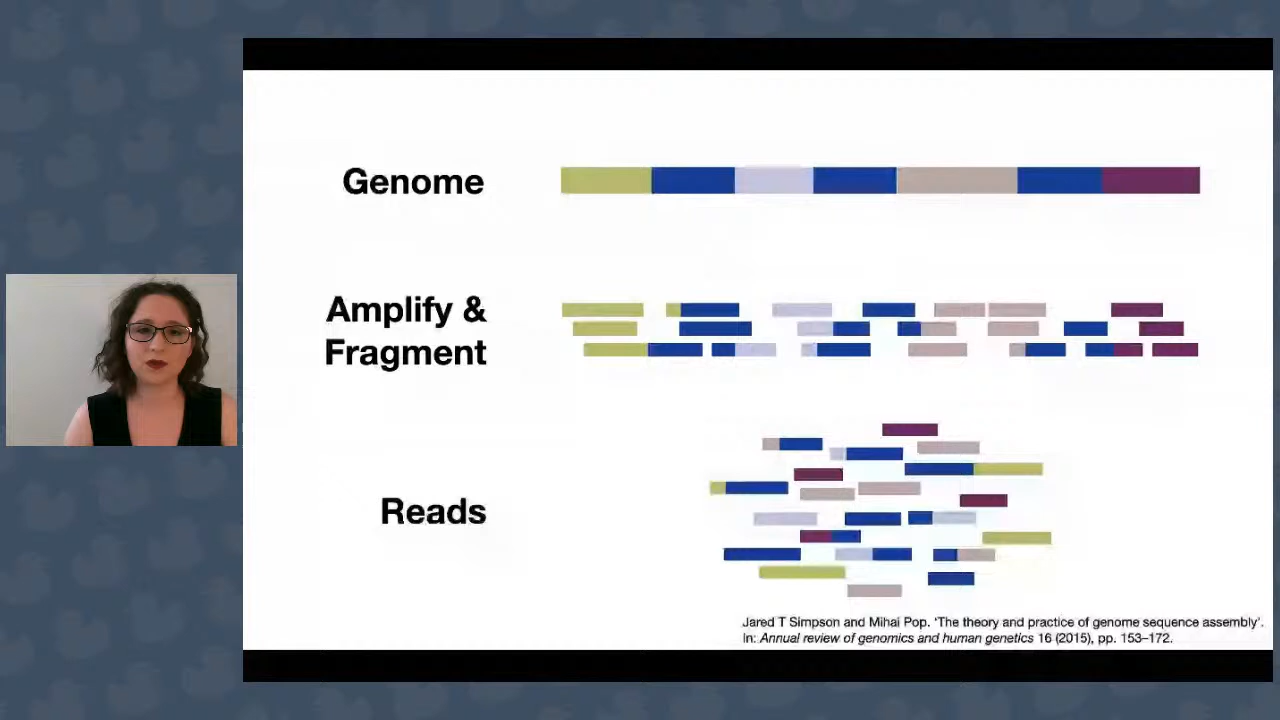 Genome
Amplify &
Fragment
Reads
Jared T Simpson and Mihai Pop. ‘The theory and practice of genome sequence assembly’.
In: Annual review of genomics and human genetics 16 (2015), pp. 153–172.